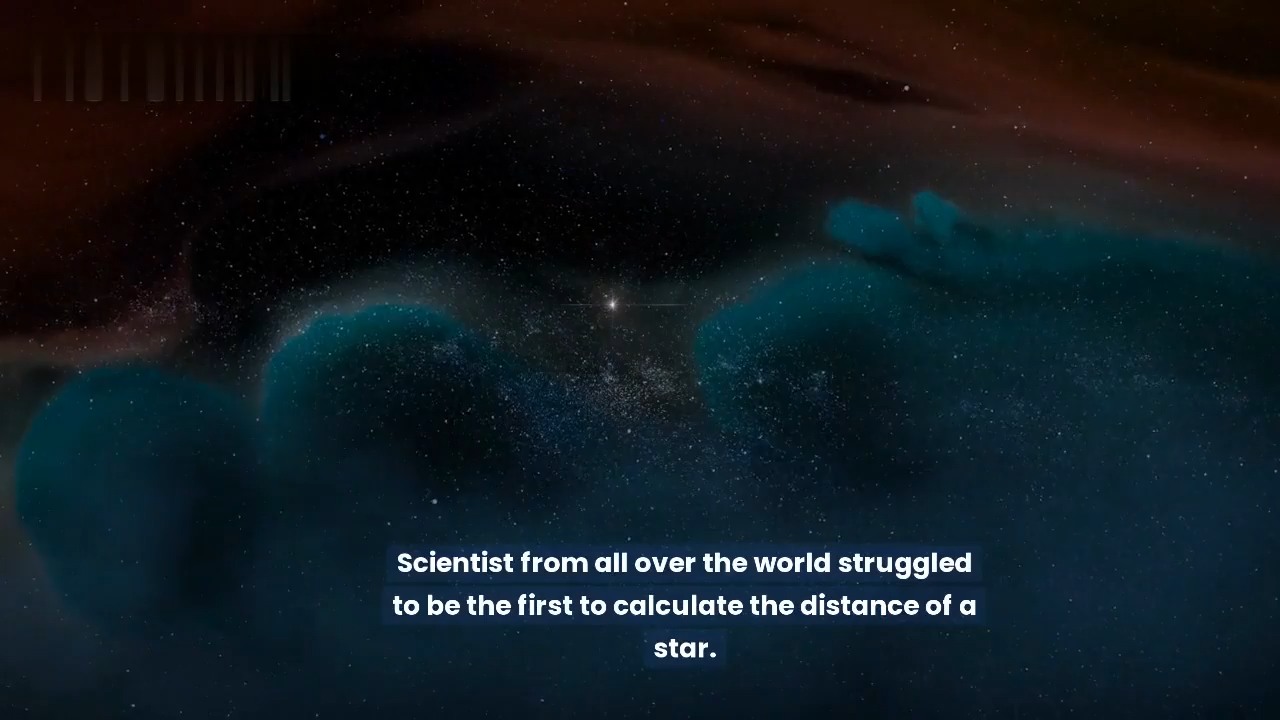 Scientist from all over the world struggled
to be the first to calculate the distance of a
star.